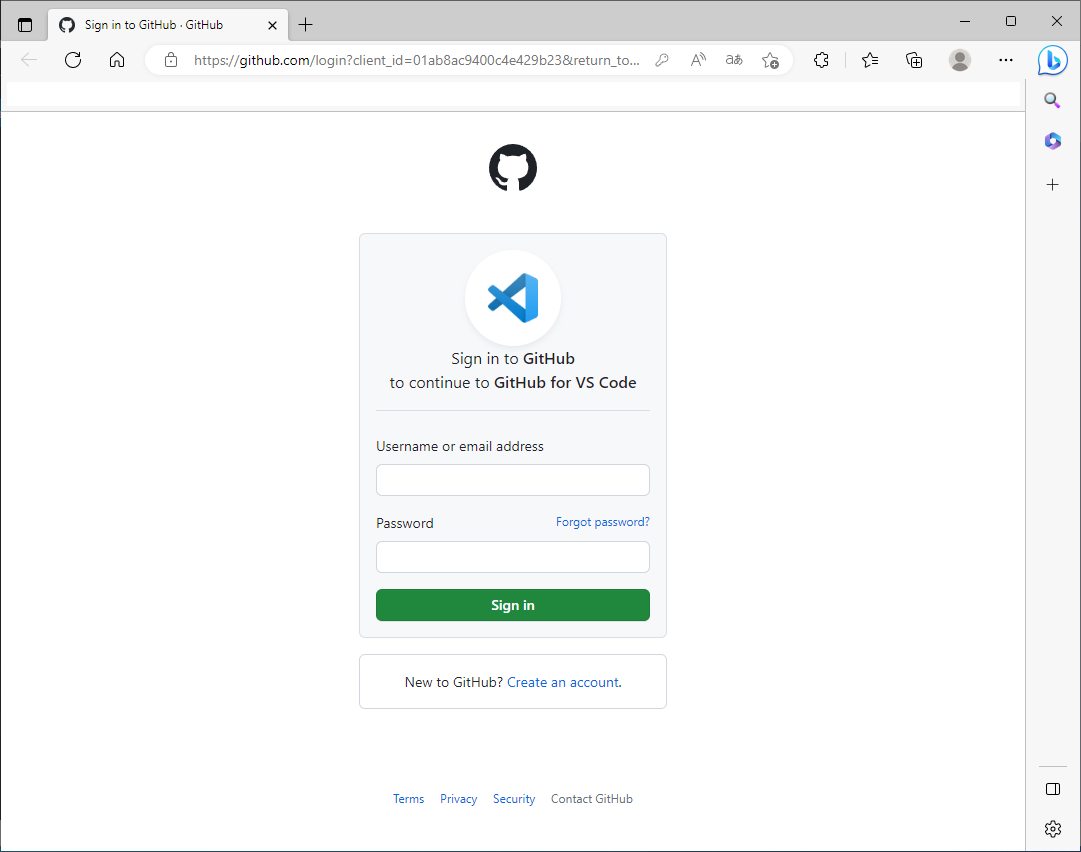 Sign in to GitHub · GitHub
https://github.com/login?client_id=01ab8ac9400c4e429b23&return_to...
Sign in to GitHub
to continue to GitHub for VS Code
Username or email address
Password
Forgot password?
Sign in
New to GitHub? Create an account.
Terms
Privacy
Security
Contact GitHub